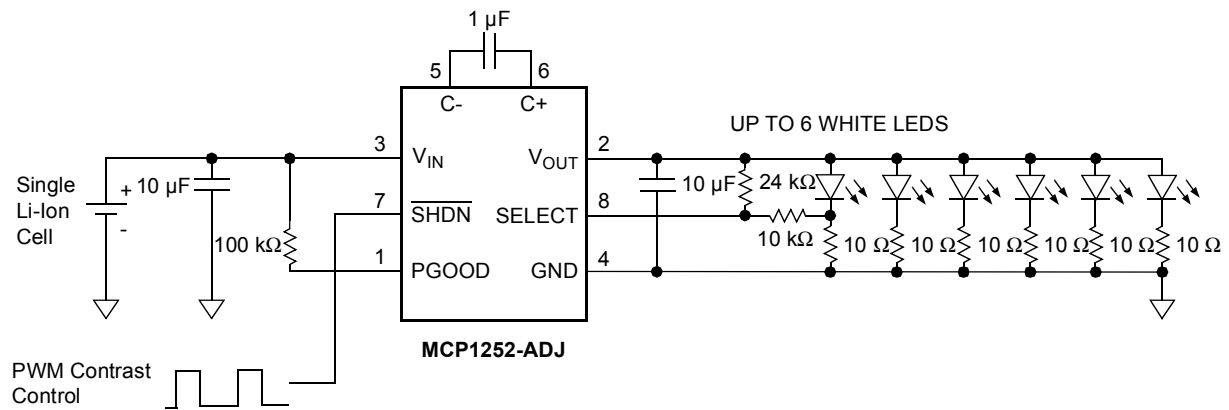 1 µF
5
6
C-
C+
UP TO 6 WHITE LEDS
3
VIN
VOUT
2
Single
Li-Ion
Cell
+
-
10 µF
100 kΩ
7
SHDN
SELECT
8
10 µF
24 kΩ
10 kΩ
10 Ω
10 Ω
10 Ω
10 Ω
10 Ω
10 Ω
1
PGOOD
GND
4
MCP1252-ADJ
PWM Contrast
Control